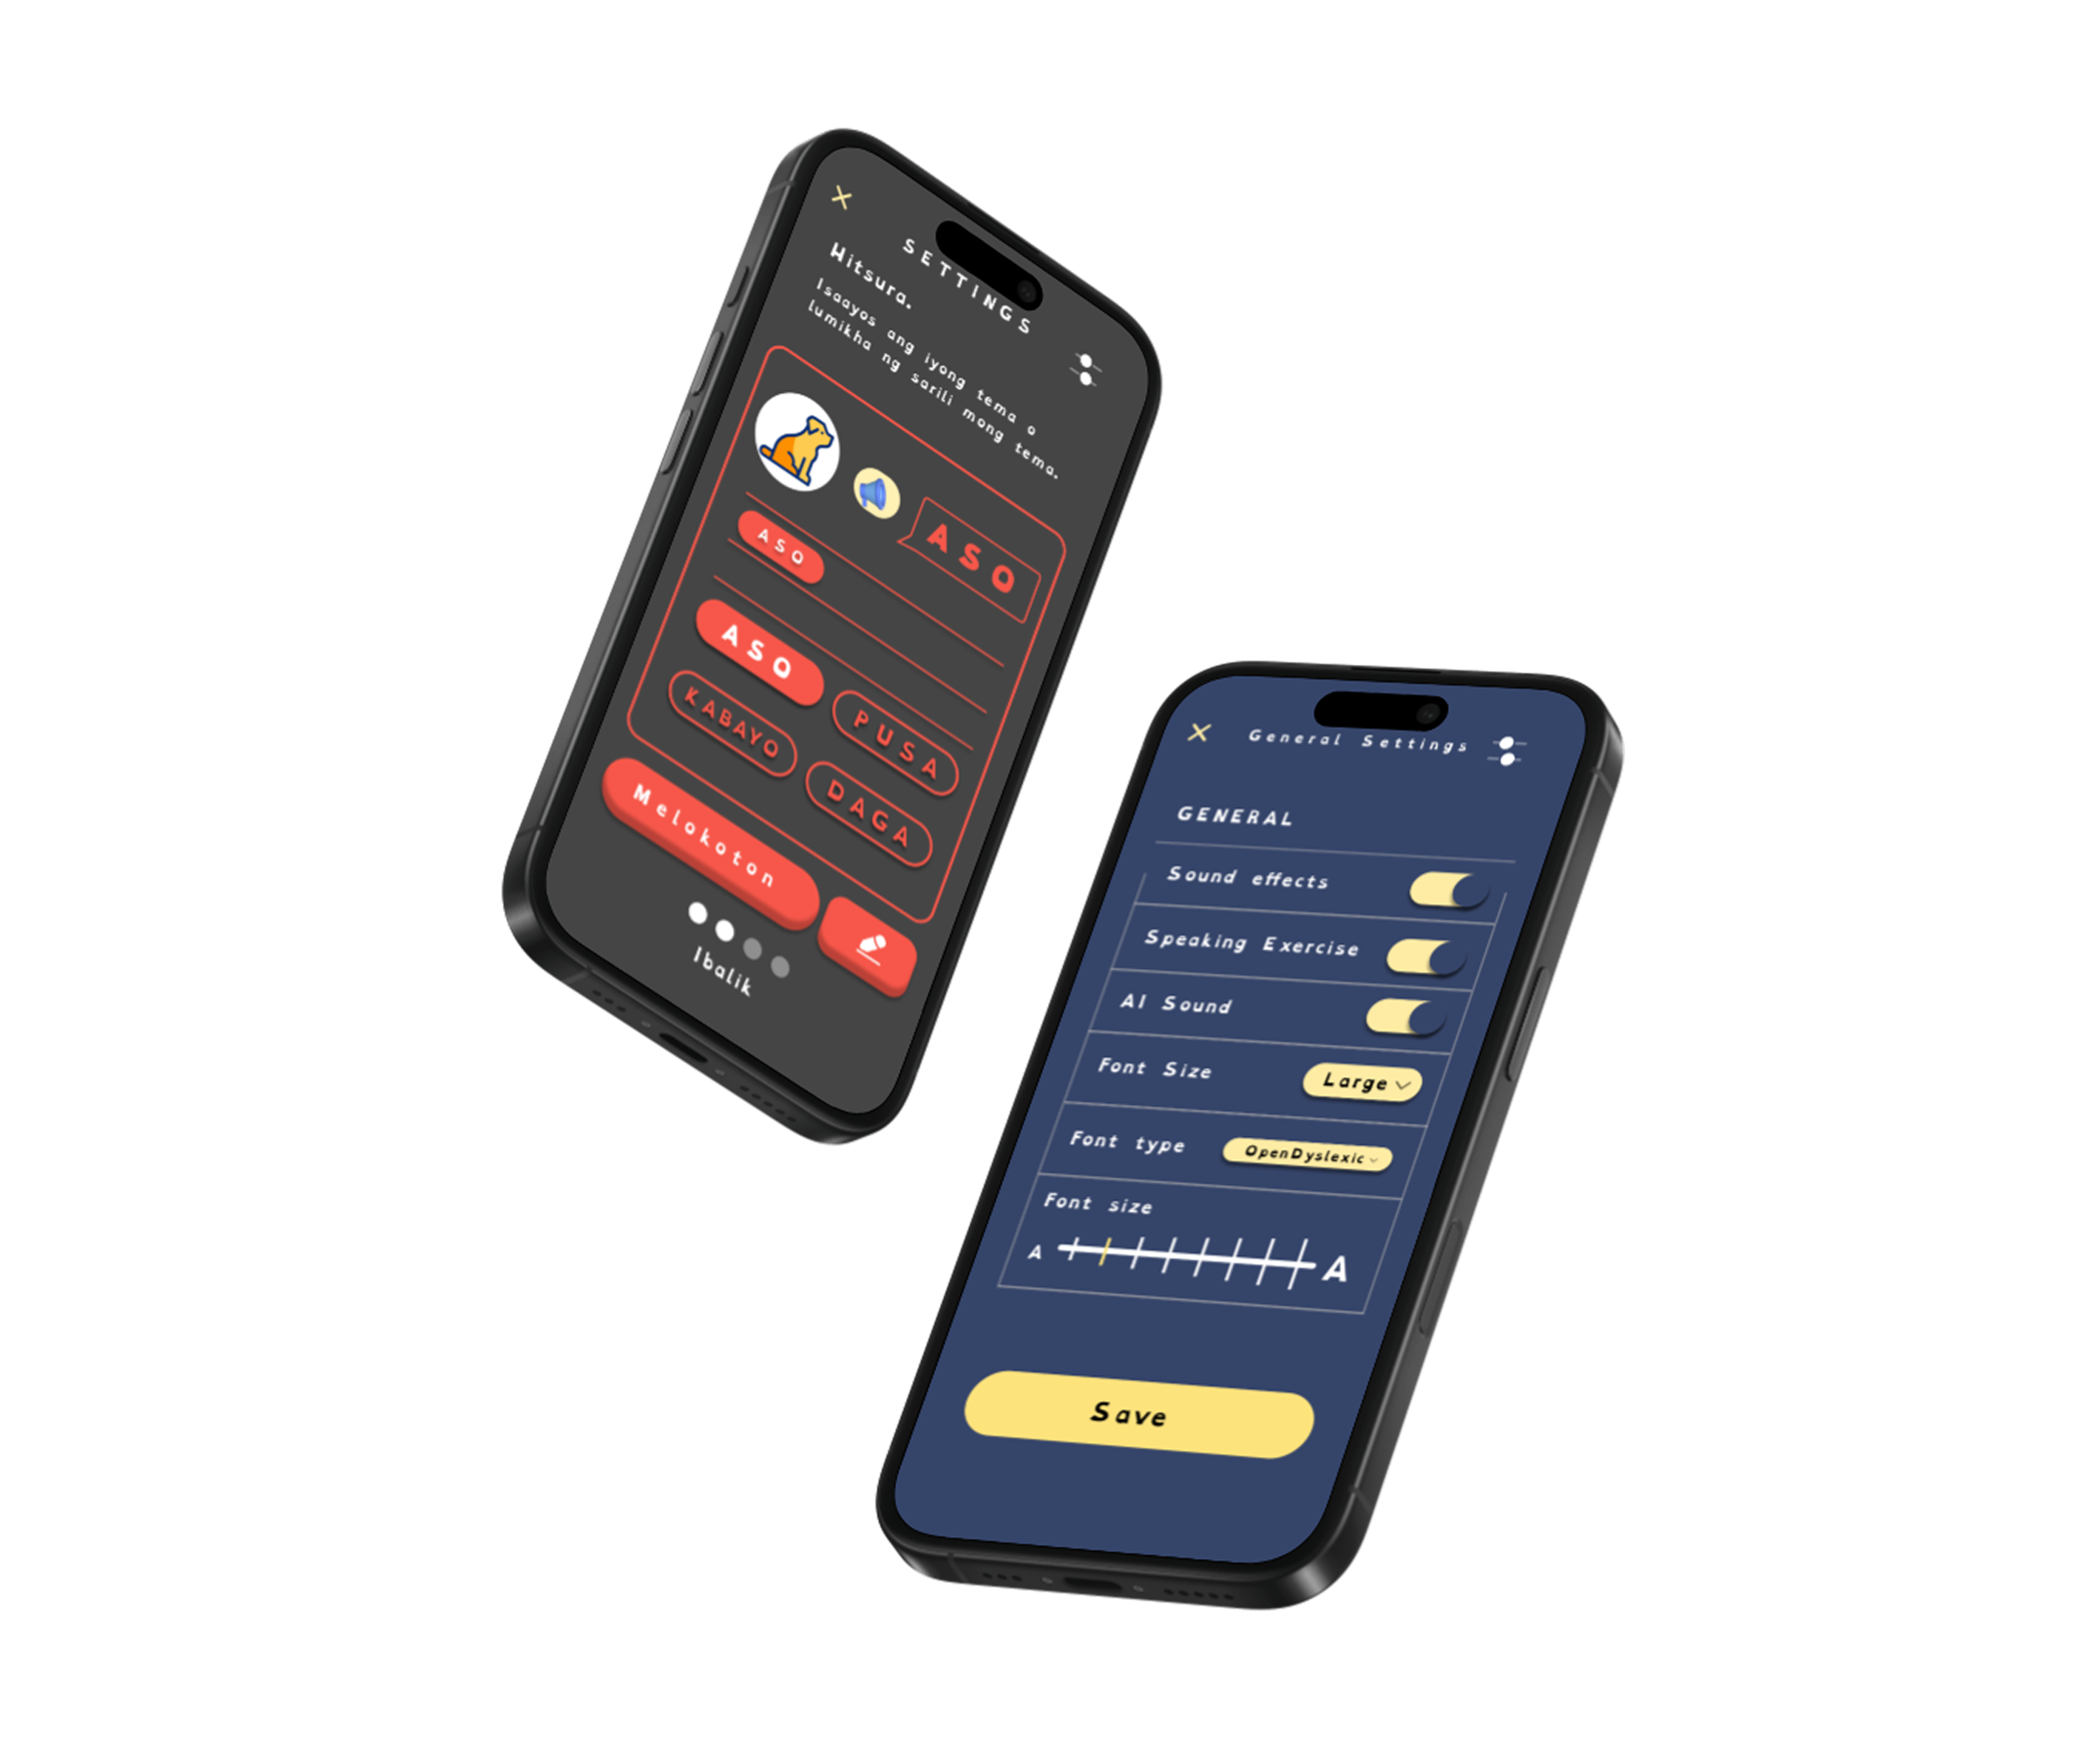 SETTINGS
Hitsura.
Isaayos ang iyong tema o
lumikha ng sarili mong tema.
ASO
ASO
ASO
PUSA
KABAYO
DAGA
Melokoton
Ibalik
General Settings
GENERAL
Sound effects
Speaking Exercise
AI Sound
Font Size
Large
Font type
OpenDyslexic
Font size
A
A
Save